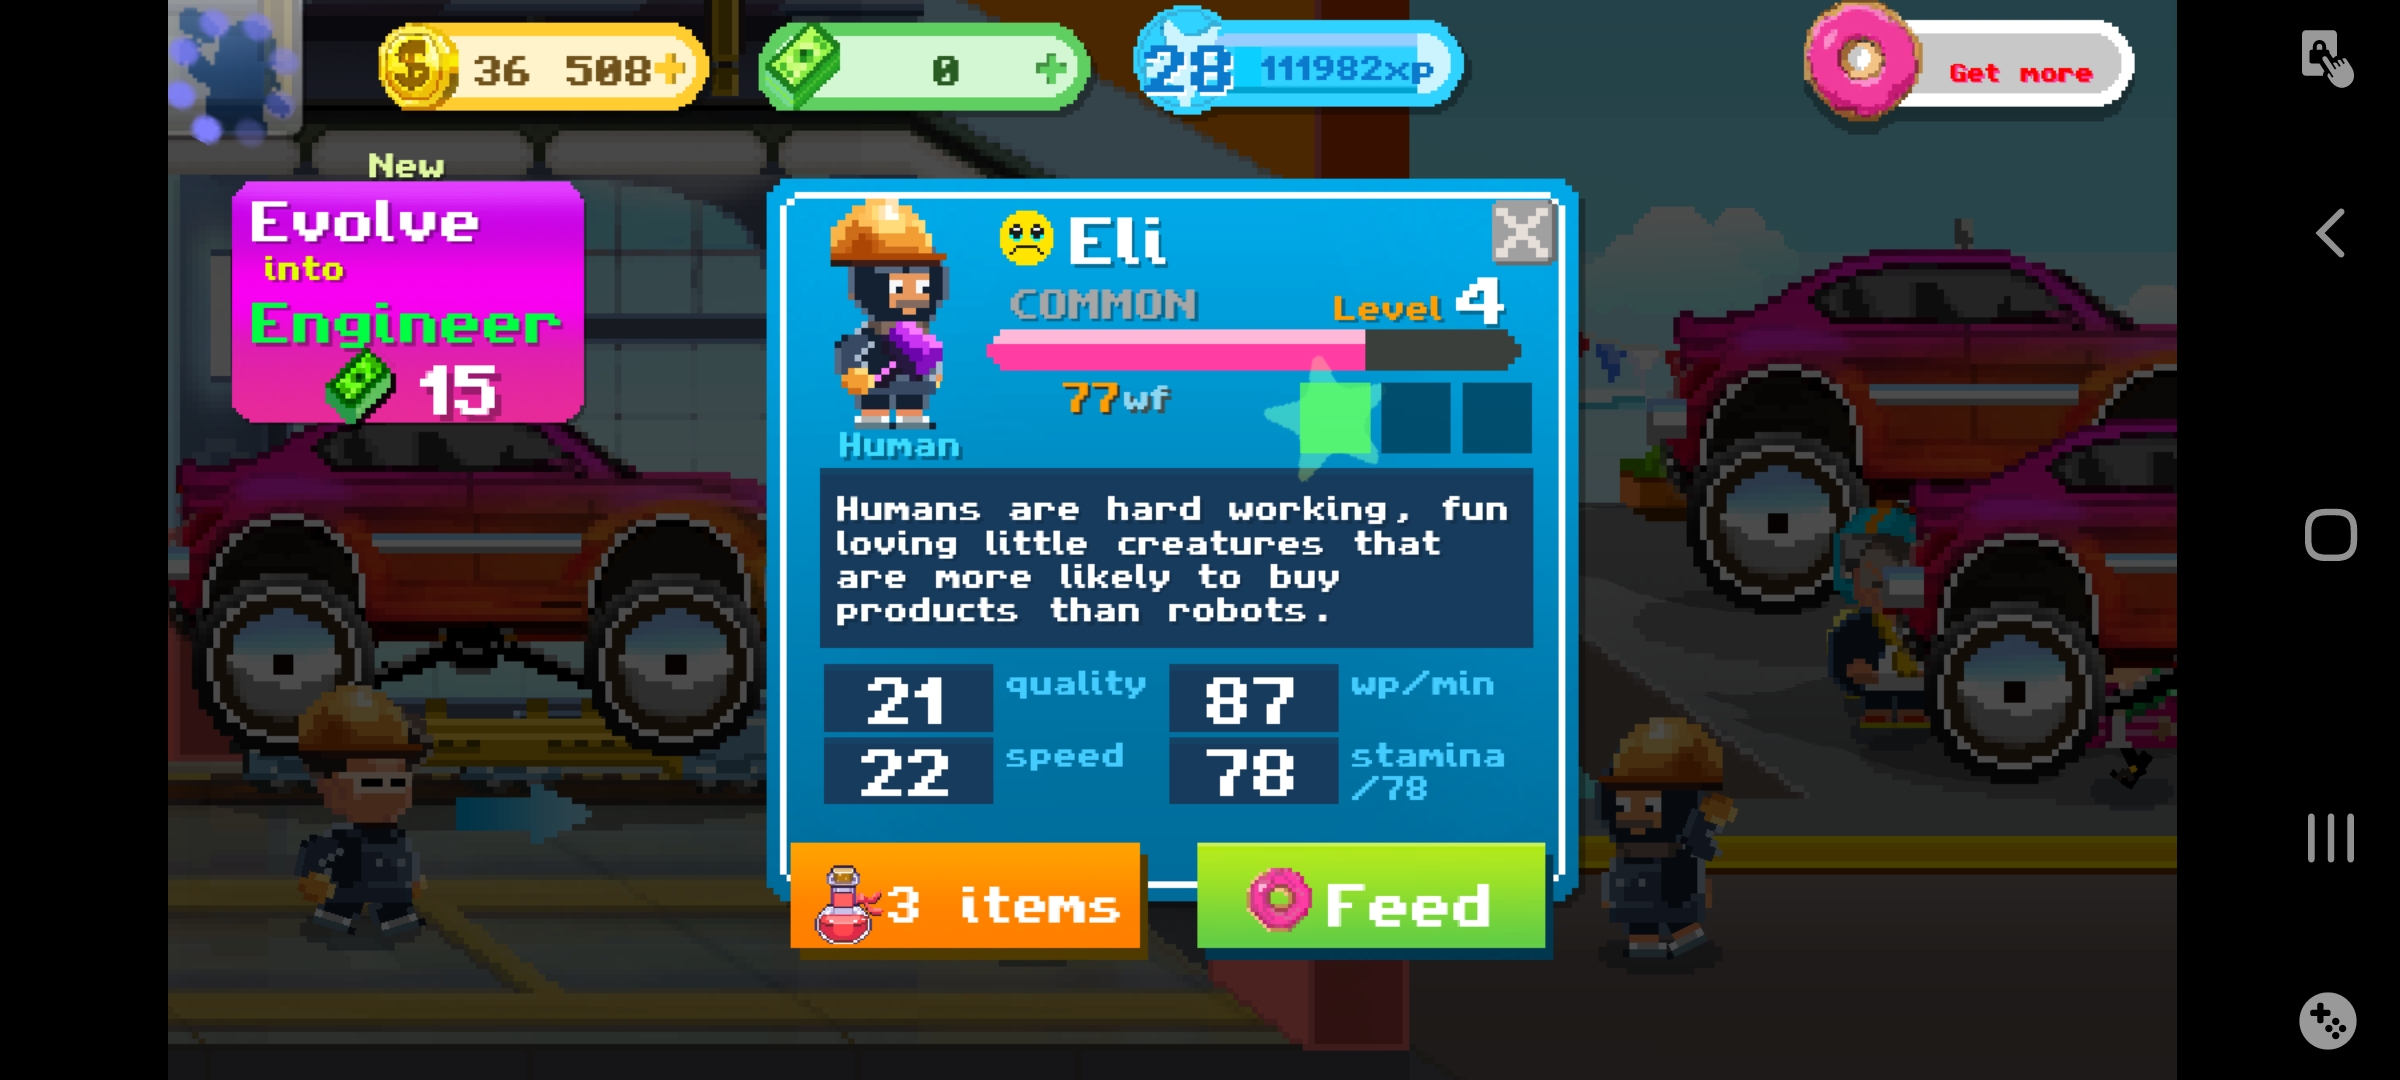 36 508
0
28 111982xp
Get more
New
Evolve
into
Engineer
15
Eli
COMMON
Level 4
77wf
Human
Humans are hard working, fun
loving little creatures that
are more likely to buy
products than robots.
21 quality 87 wp/min
22 speed 78 stamina
/78
3 items
Feed